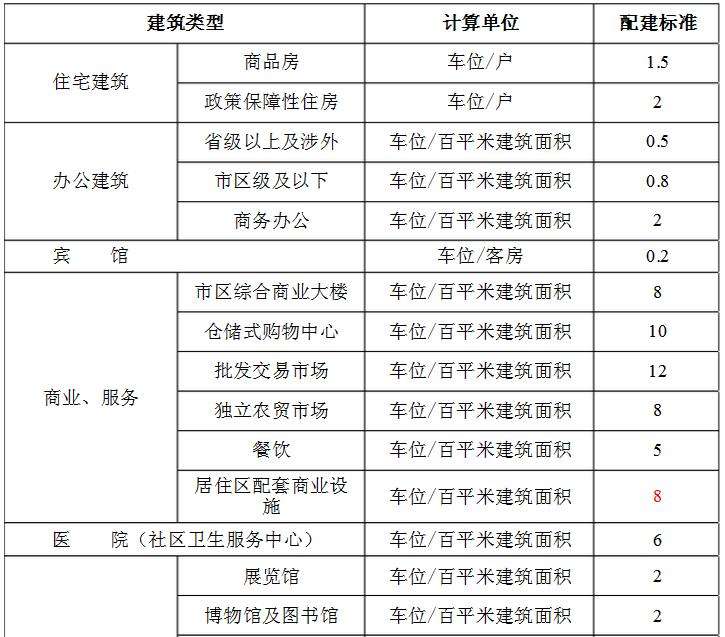 建筑类型 计算单位 配建标准
住宅建筑 商品房 车位/户 1.5
政策保障性住房 车位/户 2
办公建筑 省级以上及涉外 车位/百平米建筑面积 0.5
市区级及以下 车位/百平米建筑面积 0.8
商务办公 车位/百平米建筑面积 2
宾 馆 车位/客房 0.2
商业、服务 市区综合商业大楼 车位/百平米建筑面积 8
仓储式购物中心 车位/百平米建筑面积 10
批发交易市场 车位/百平米建筑面积 12
独立农贸市场 车位/百平米建筑面积 8
餐饮 车位/百平米建筑面积 5
居住区配套商业设
施 车位/百平米建筑面积 8
医 院（社区卫生服务中心） 车位/百平米建筑面积 6
展览馆 车位/百平米建筑面积 2
博物馆及图书馆 车位/百平米建筑面积 2